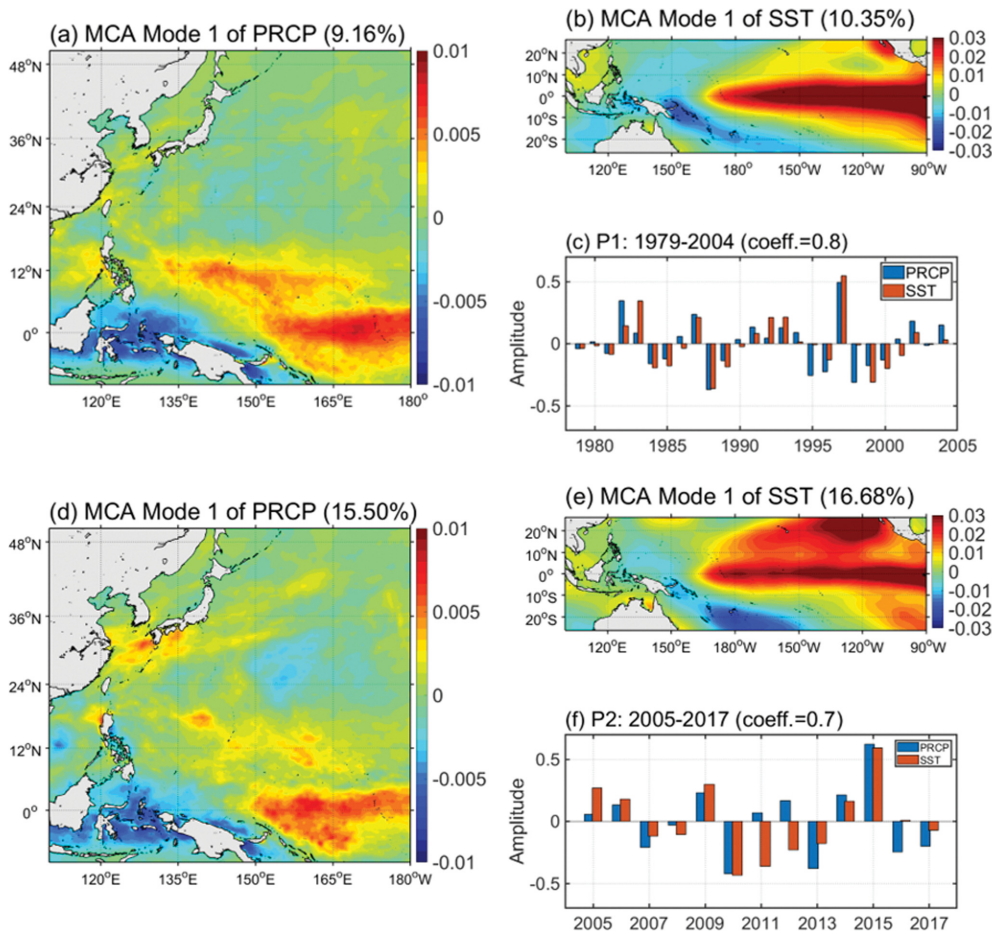 (a) MCA Mode 1 of PRCP (9.16%)
48°N
36°N
24°N
12°N
0°
120°E 135°E 150°E 165°E 180°
0.01
0.005
0
-0.005
-0.01
(b) MCA Mode 1 of SST (10.35%)
20°N
10°N
0°
10°S
20°S
120°E 150°E 180° 150°W 120°W 90°W
0.03
0.02
0.01
0
-0.01
-0.02
-0.03
(c) P1: 1979-2004 (coeff.=0.8)
Amplitude
0.5
0
-0.5
PRCP
SST
1980 1985 1990 1995 2000 2005
(d) MCA Mode 1 of PRCP (15.50%)
48°N
36°N
24°N
12°N
0°
120°E 135°E 150°E 165°E 180°W
0.01
0.005
0
-0.005
-0.01
(e) MCA Mode 1 of SST (16.68%)
20°N
10°N
0°
10°S
20°S
120°E 150°E 180° 150°W 120°W 90°W
0.03
0.02
0.01
0
-0.01
-0.02
-0.03
(f) P2: 2005-2017 (coeff.=0.7)
Amplitude
0.5
0
-0.5
PRCP
SST
2005 2007 2009 2011 2013 2015 2017